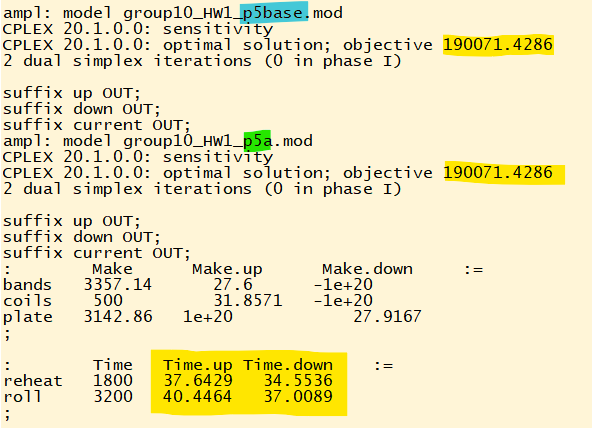 ampl: model group10_HW1_p5base.mod
CPLEX 20.1.0.0: sensitivity
CPLEX 20.1.0.0: optimal solution; objective 190071.4286
2 dual simplex iterations (0 in phase I)
suffix up OUT;
suffix down OUT;
suffix current OUT;
ampl: model group10_HW1_p5a.mod
CPLEX 20.1.0.0: sensitivity
CPLEX 20.1.0.0: optimal solution; objective 190071.4286
2 dual simplex iterations (0 in phase I)
suffix up OUT;
suffix down OUT;
suffix current OUT;
: Make Make.up Make.down :=
bands 3357.14 27.6 -1e+20
coils 500 31.8571 -1e+20
plate 3142.86 1e+20 27.9167
;
: Time Time.up Time.down :=
reheat 1800 37.6429 34.5536
roll 3200 40.4464 37.0089
;